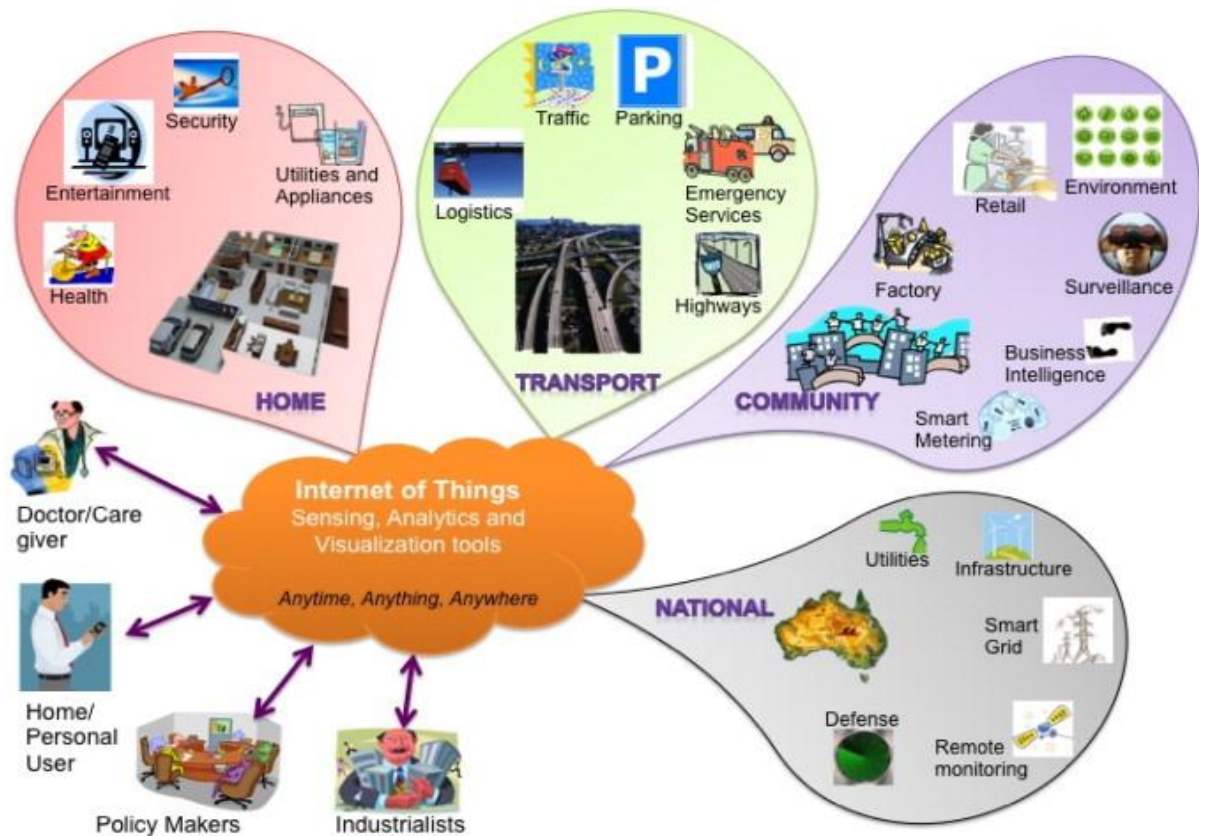 Security
Entertainment
Utilities and
Appliances
Health
HOME
Traffic
P
Parking
Logistics
Emergency
Services
Highways
TRANSPORT
Retail
Environment
Factory
Surveillance
Business
Intelligence
COMMUNITY
Smart
Metering
Internet of Things
Sensing, Analytics and
Visualization tools
Anytime, Anything, Anywhere
Doctor/Care
giver
Home/
Personal
User
Policy Makers
Industrialists
NATIONAL
Utilities
Infrastructure
Smart
Grid
Defense
Remote
monitoring